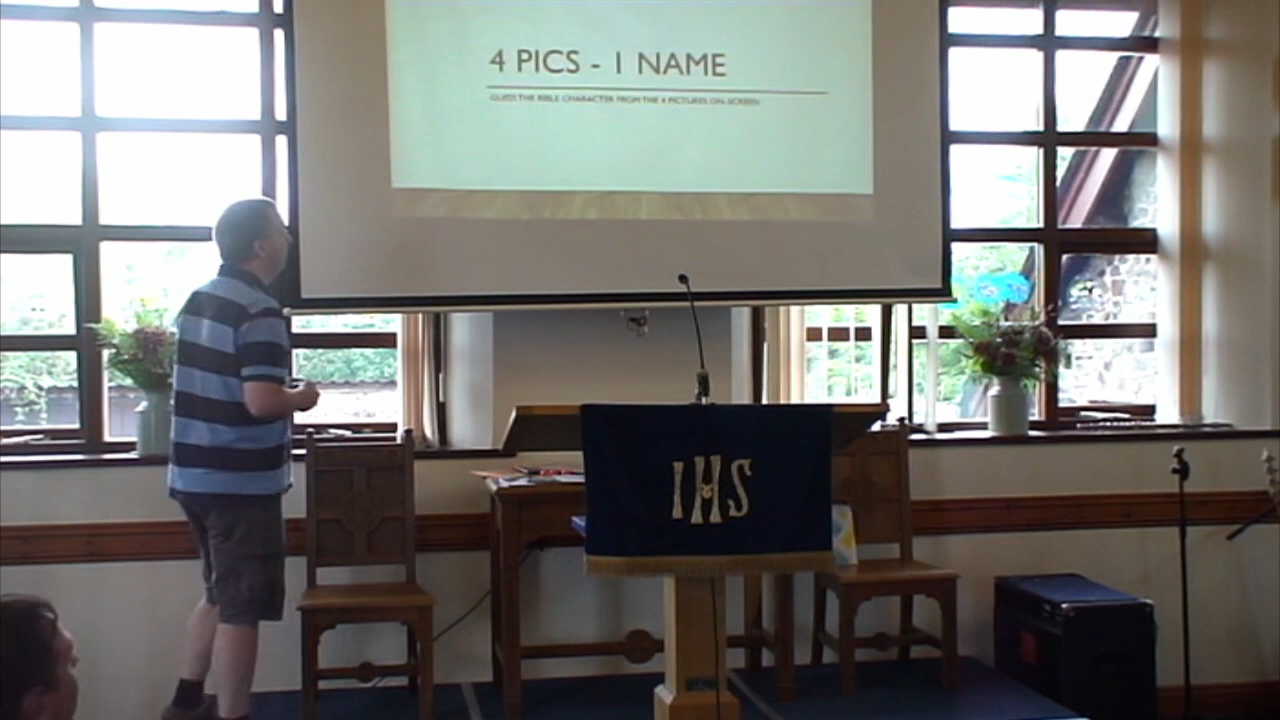 4 PICS - 1 NAME
GUESS THE BIBLE CHARACTER FROM THE 4 PICTURES ON-SCREEN
IHS